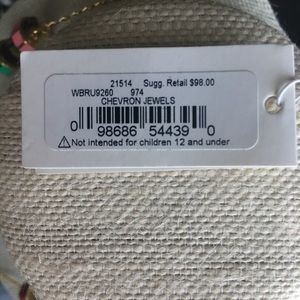 21514 Sugg. Retail $98.00
WBRU9260 974
CHEVRON JEWELS
0 98686 54439 0
⚠Not intended for children 12 and under